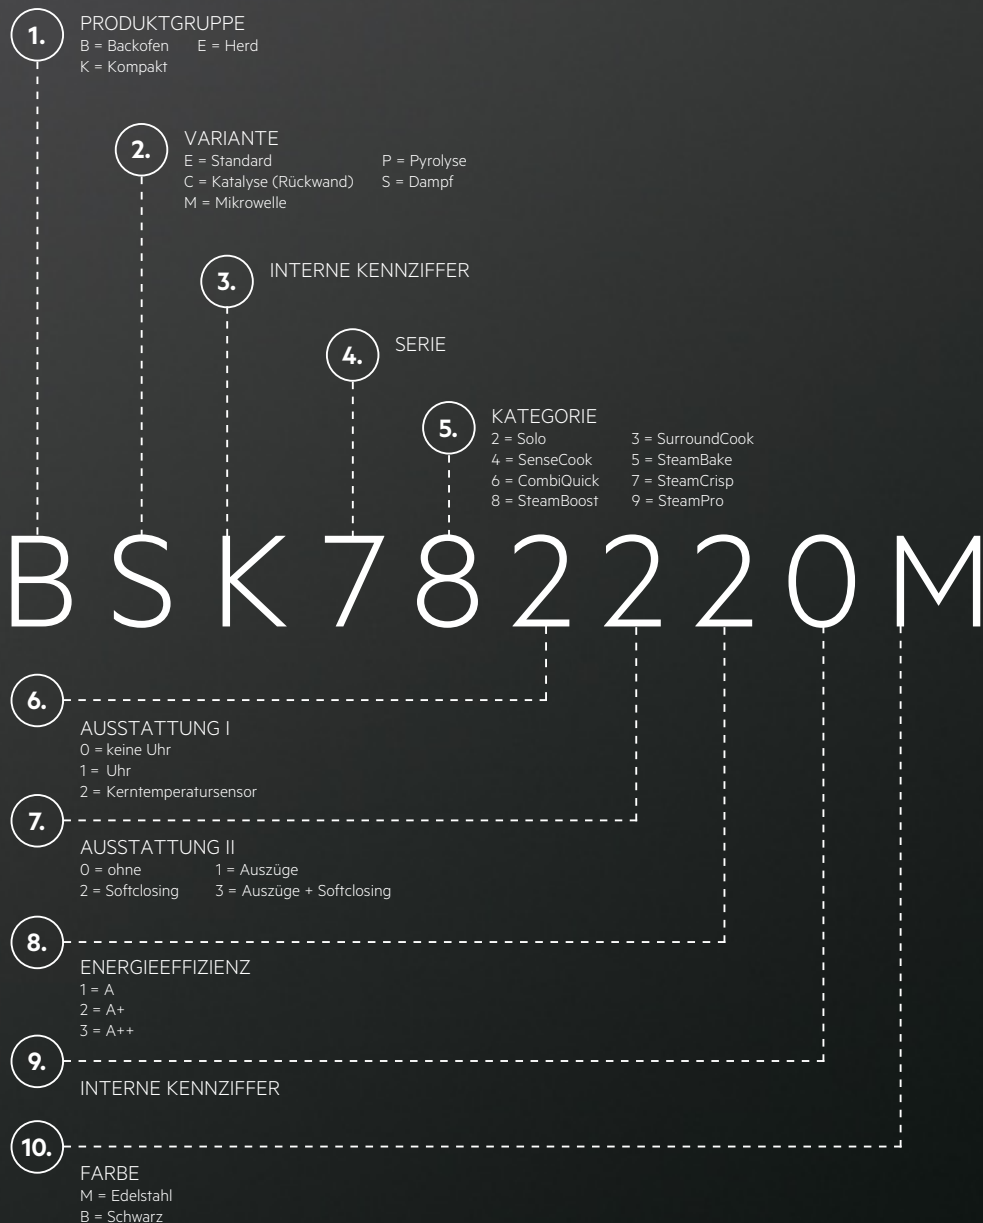 1.
PRODUKTGRUPPE
B = Backofen E = Herd
K = Kompakt
2.
VARIANTE
E = Standard P = Pyrolyse
C = Katalyse (Rückwand) S = Dampf
M = Mikrowelle
3.
INTERNE KENNZIFFER
4.
SERIE
5.
KATEGORIE
2 = Solo 3 = SurroundCook
4 = SenseCook 5 = SteamBake
6 = CombiQuick 7 = SteamCrisp
8 = SteamBoost 9 = SteamPro
BSK782220M
6.
AUSSTATTUNG I
0 = keine Uhr
1 = Uhr
2 = Kerntemperatursensor
7.
AUSSTATTUNG II
0 = ohne 1 = Auszüge
2 = Softclosing 3 = Auszüge + Softclosing
8.
ENERGIEEFFIZIENZ
1 = A
2 = A+
3 = A++
9.
INTERNE KENNZIFFER
10.
FARBE
M = Edelstahl
B = Schwarz